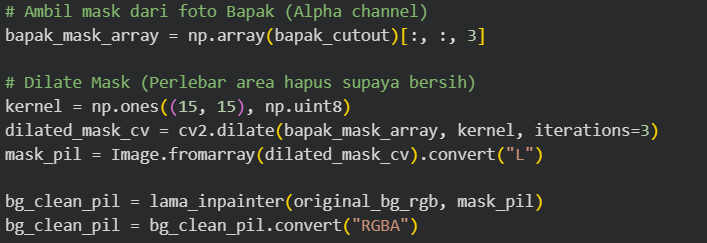 # Ambil mask dari foto Bapak (Alpha channel)
bapak_mask_array = np.array(bapak_cutout)[:, :, 3]

# Dilate Mask (Perlebar area hapus supaya bersih)
kernel = np.ones((15, 15), np.uint8)
dilated_mask_cv = cv2.dilate(bapak_mask_array, kernel, iterations=3)
mask_pil = Image.fromarray(dilated_mask_cv).convert("L")

bg_clean_pil = lama_inpainter(original_bg_rgb, mask_pil)
bg_clean_pil = bg_clean_pil.convert("RGBA")